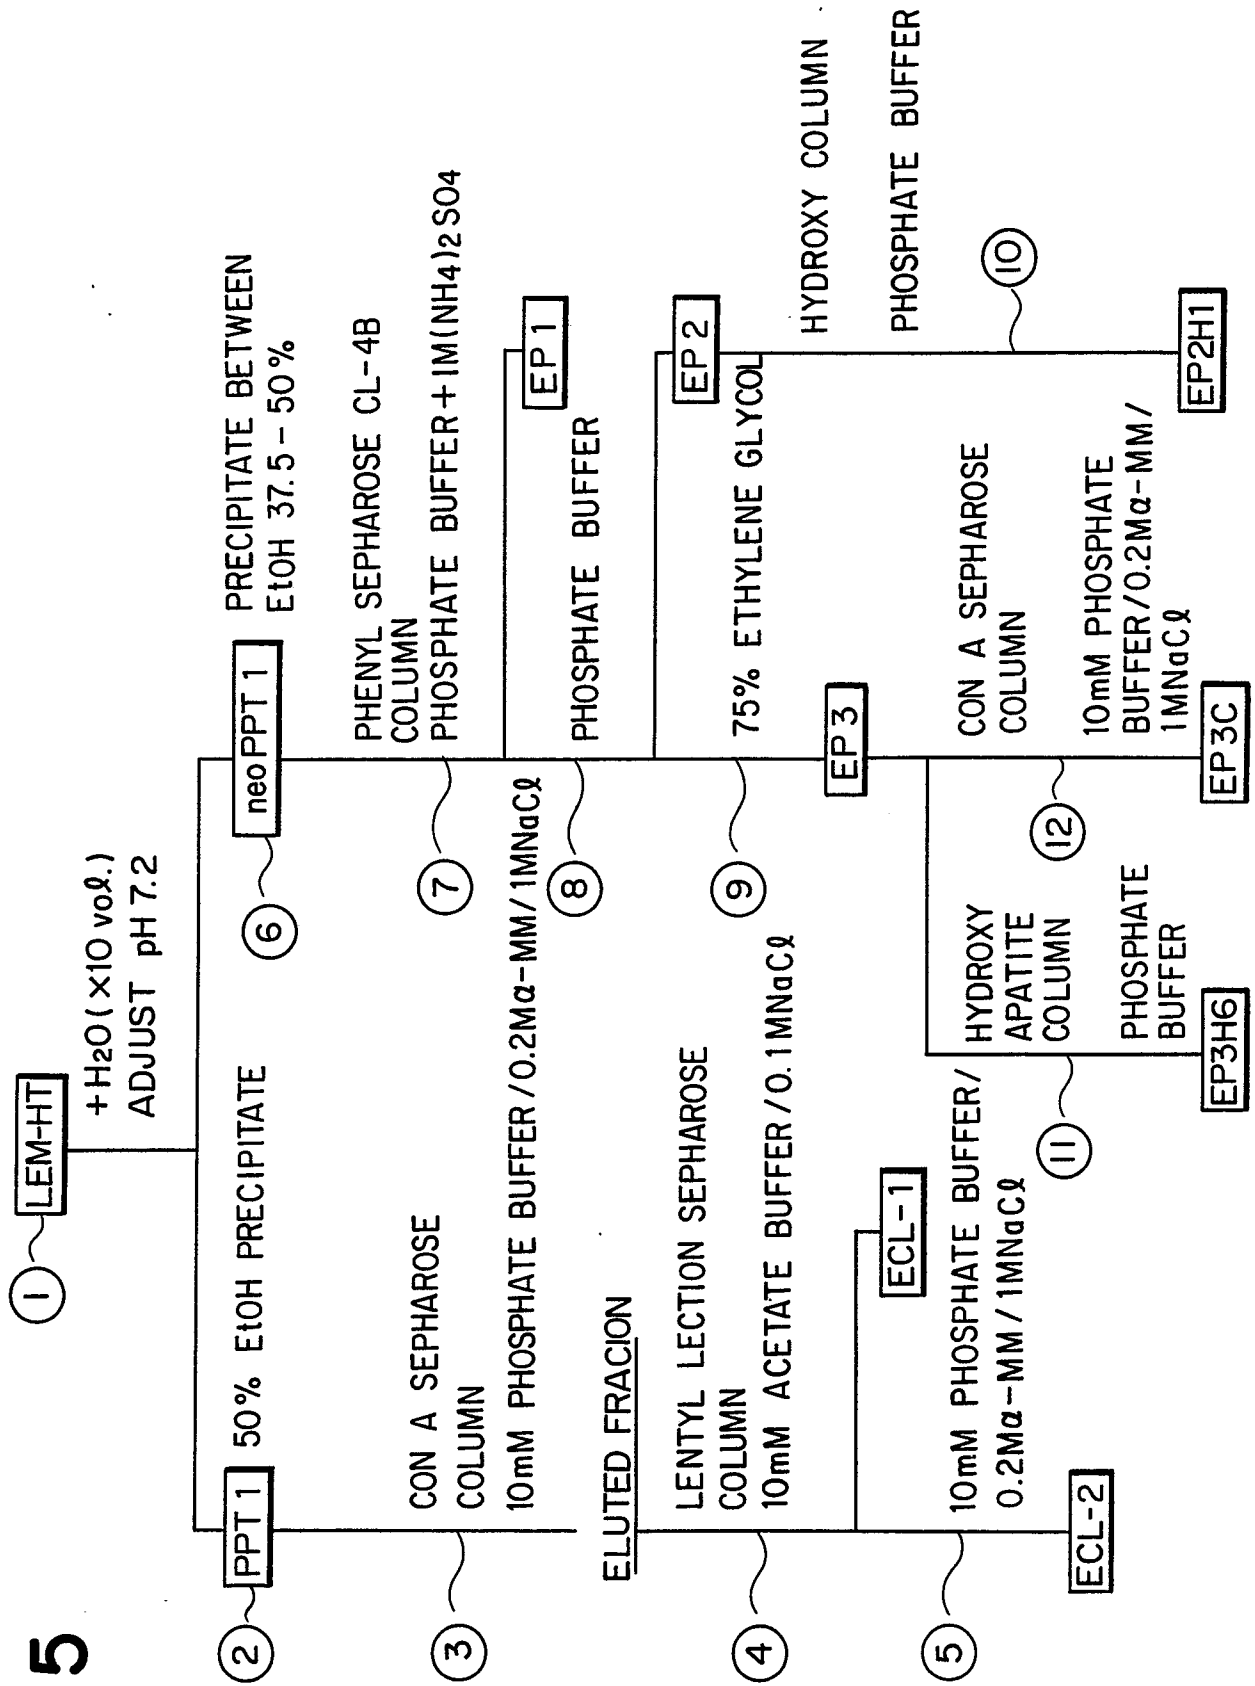 5
1
LEM-HT
+H2O(×10 vol.)
ADJUST pH 7.2
2
PPT 1
50% EtOH PRECIPITATE
3
CON A SEPHAROSE
COLUMN
10mM PHOSPHATE BUFFER/0.2Mα-MM/1MNaCl
ELUTED FRACION
4
LENTYL LECTION SEPHAROSE
COLUMN
10mM ACETATE BUFFER/0.1MNaCl
ECL-1
5
10mM PHOSPHATE BUFFER/
0.2Mα-MM/1MNaCl
ECL-2
6
neo PPT 1
PRECIPITATE BETWEEN
EtOH 37.5-50%
7
PHENYL SEPHAROSE CL-4B
COLUMN
PHOSPHATE BUFFER+1M(NH4)2SO4
EP 1
8
PHOSPHATE BUFFER
EP 2
9
75% ETHYLENE GLYCOL
EP 3
HYDROXY COLUMN
PHOSPHATE BUFFER
10
EP2H1
11
HYDROXY
APATITE
COLUMN
PHOSPHATE
BUFFER
EP3H6
12
CON A SEPHAROSE
COLUMN
10mM PHOSPHATE
BUFFER/0.2Mα-MM/
1MNaCl
EP3C